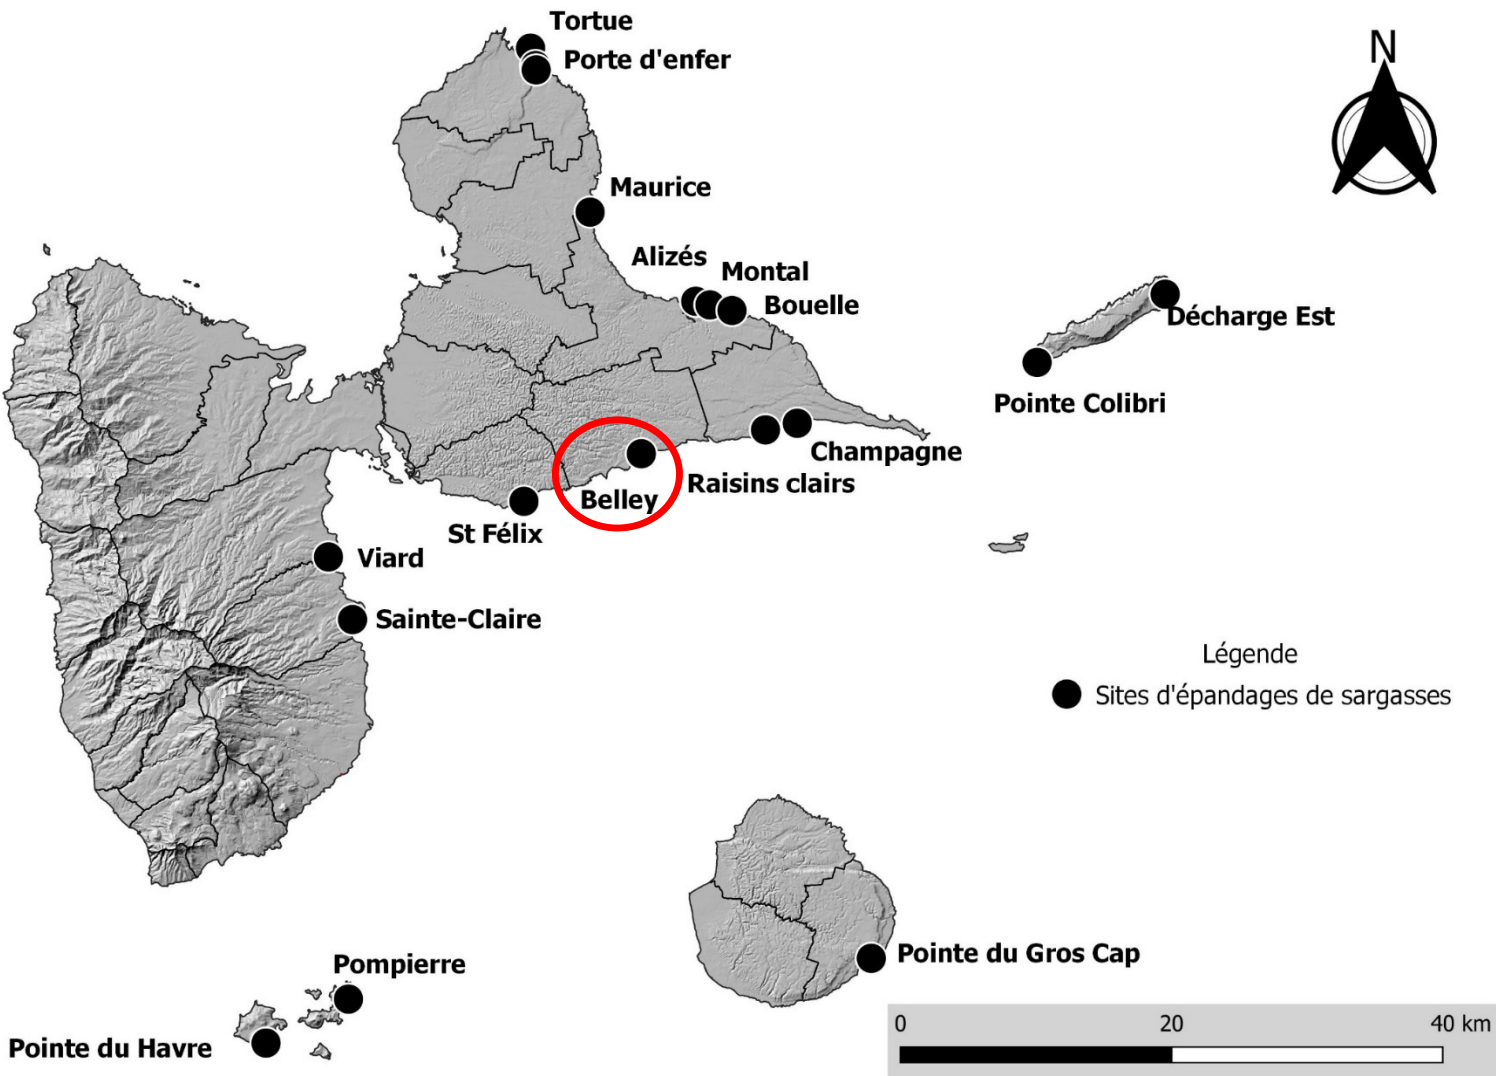 Tortue
Porte d'enfer
N
Maurice
Alizés
Montal
Bouelle
Décharge Est
Pointe Colibri
Champagne
Raisins clairs
Belley
St Félix
Viard
Sainte-Claire
Légende
Sites d'épandages de sargasses
Pointe du Gros Cap
Pompierre
Pointe du Havre
0 20 40 km